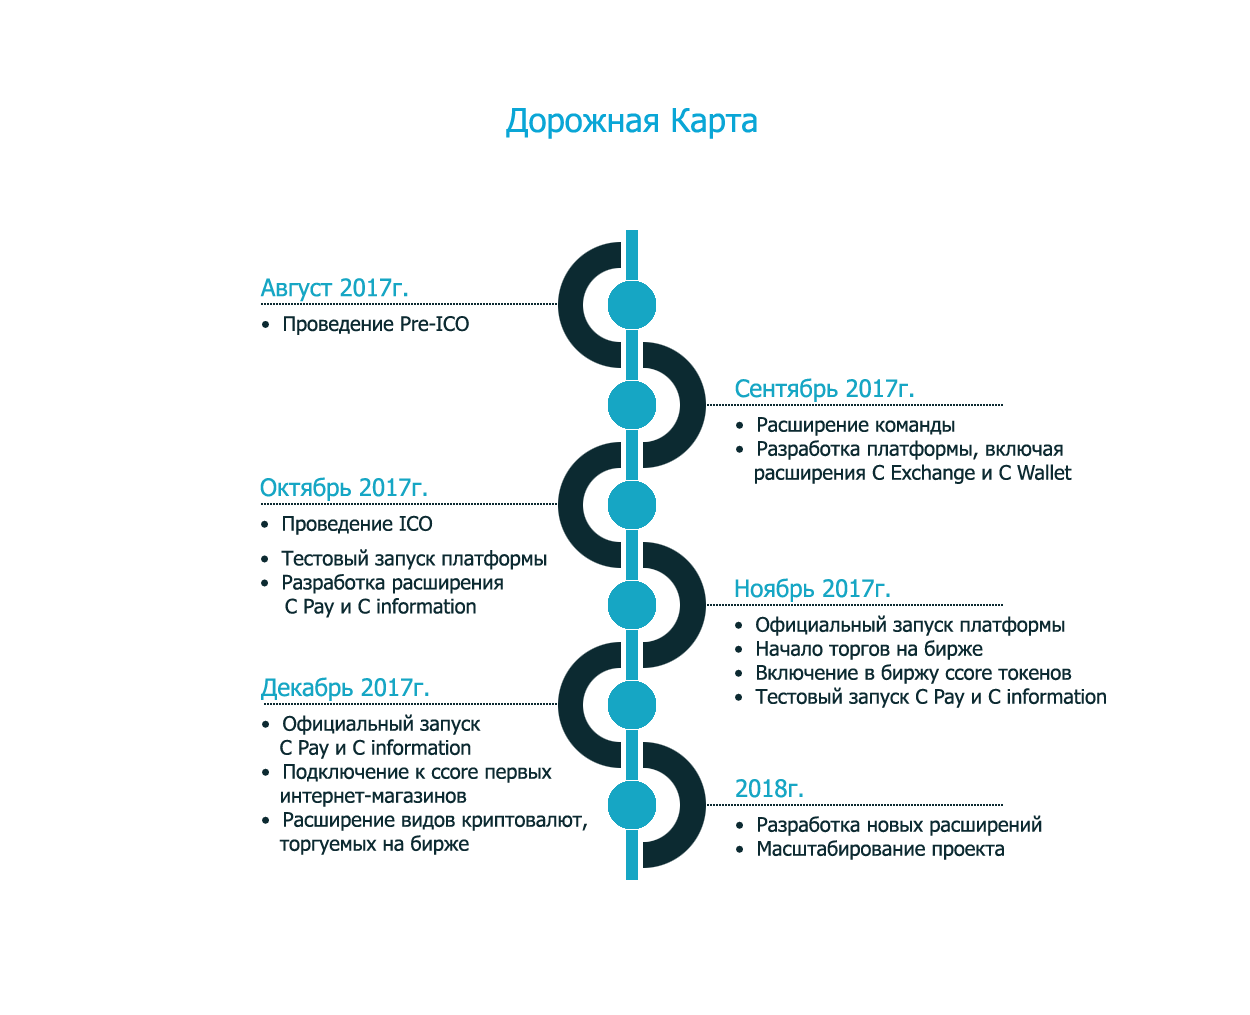 Дорожная Карта
Август 2017г.
• Проведение Pre-ICO
Сентябрь 2017г.
• Расширение команды
• Разработка платформы, включая
расширения C Exchange и C Wallet
Октябрь 2017г.
• Проведение ICO
• Тестовый запуск платформы
• Разработка расширения
C Pay и C information
Ноябрь 2017г.
• Официальный запуск платформы
• Начало торгов на бирже
• Включение в биржу ccore токенов
• Тестовый запуск C Pay и C information
Декабрь 2017г.
• Официальный запуск
C Pay и C information
• Подключение к ccore первых
интернет-магазинов
• Расширение видов криптовалют,
торгуемых на бирже
2018г.
• Разработка новых расширений
• Масштабирование проекта